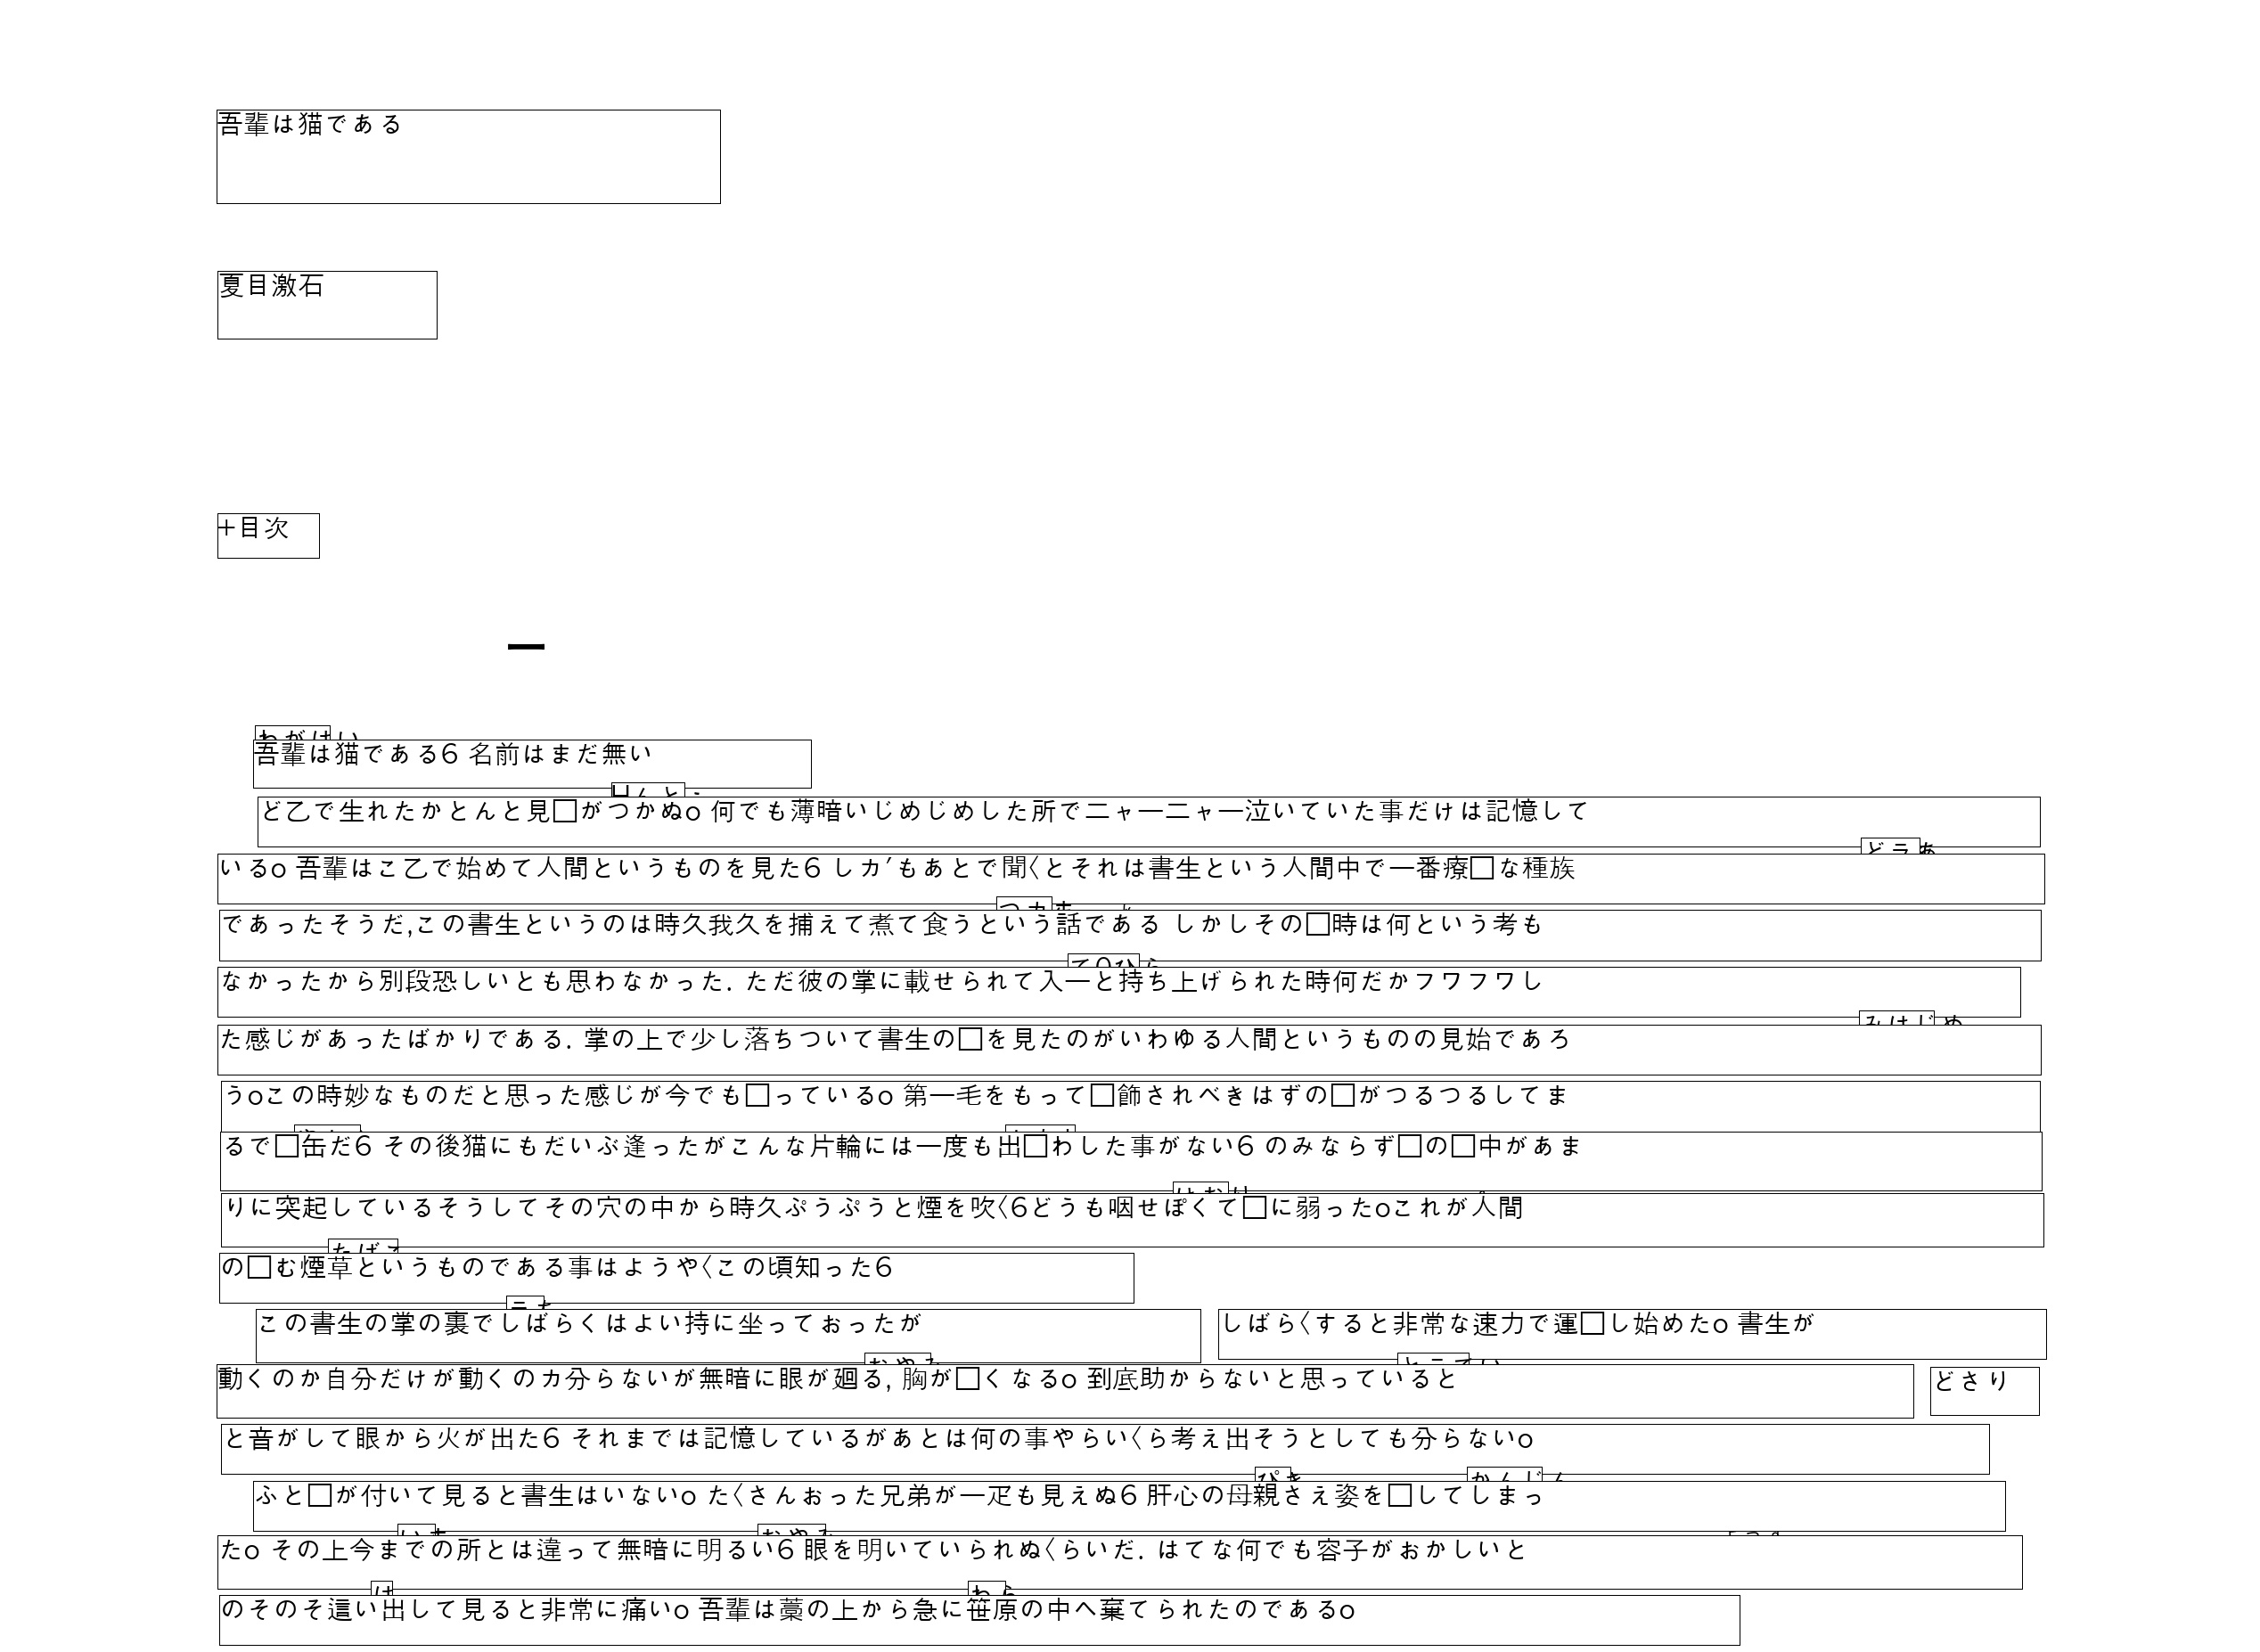 吾輩は猫である
夏目激石
+目次
一
わがはい
吾輩は猫である6 名前はまだ無い
ど乙で生れたかとんと見□がつかぬo 何でも薄暗いじめじめした所で二ャ一二ャ一泣いていた事だけは記憶して
いるo 吾輩はこ乙で始めて人間というものを見た6 しカ′もあとで聞〈とそれは書生という人間中で一番療□な種族
であったそうだ,この書生というのは時久我久を捕えて煮て食うという話である しかしその□時は何という考も
なかったから別段恐しいとも思わなかった. ただ彼の掌に載せられて入一と持ち上げられた時何だかフワフワし
みはじめ
た感じがあったばかりである. 掌の上で少し落ちついて書生の□を見たのがいわゆる人間というものの見始であろ
うoこの時妙なものだと思った感じが今でも□っているo 第一毛をもって□飾されべきはずの□がつるつるしてま
るで□缶だ6 その後猫にもだいぶ逢ったがこんな片輪には一度も出□わした事がない6 のみならず□の□中があま
りに突起しているそうしてその穴の中から時久ぷうぷうと煙を吹〈6どうも咽せぽくて□に弱ったoこれが人間
の□む煙草というものである事はようや〈この頃知った6
この書生の掌の裏でしばらくはよい持に坐っておったが しばら〈すると非常な速力で運□し始めたo 書生が
動くのか自分だけが動くのカ分らないが無暗に眼が廻る, 胸が□くなるo 到底助からないと思っていると どさり
と音がして眼から火が出た6 それまでは記憶しているがあとは何の事やらい〈ら考え出そうとしても分らないo
かんじん
ふと□が付いて見ると書生はいないo た〈さんおった兄弟が一疋も見えぬ6 肝心の母親さえ姿を□してしまっ
たo その上今までの所とは違って無暗に明るい6 眼を明いていられぬ〈らいだ. はてな何でも容子がおかしいと
のそのそ這い出して見ると非常に痛いo 吾輩は藁の上から急に笹原の中へ棄てられたのであるo